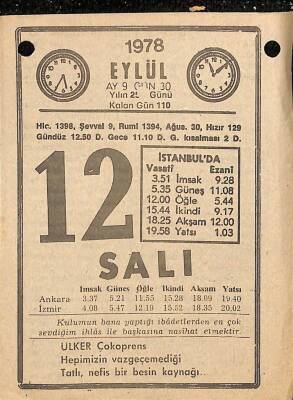 1978
EYLÜL
AY 9 GÜN 30
Yılın 255 Günü
Kalan Gün 110
Hic. 1398, Şevval 9, Rumi 1394, Ağus. 30, Hızır 129
Gündüz 12.50 D. Gece 11.10 D. G. kısalması 2 D.
12
İSTANBUL'DA
Vasatî Ezanî
3.51 İmsak 9.28
5.35 Güneş 11.08
12.00 Öğle 5.44
15.44 İkindi 9.17
18.25 Akşam 12.00
19.58 Yatsı 1.03
SALI
İmsak Güneş Öğle İkindi Akşam Yatsı
Ankara 3.37 5.21 11.55 15.28 18.09 19.40
İzmir 4.08 5.47 12.19 15.52 18.35 20.02
Kulumun bana yaptığı ibâdetlerden en çok
sevdiğim ihlâs ile başkasına nasihat etmektir.
ÜLKER Çokoprens
Hepimizin vazgeçemediği
Tatlı, nefis bir besin kaynağı..